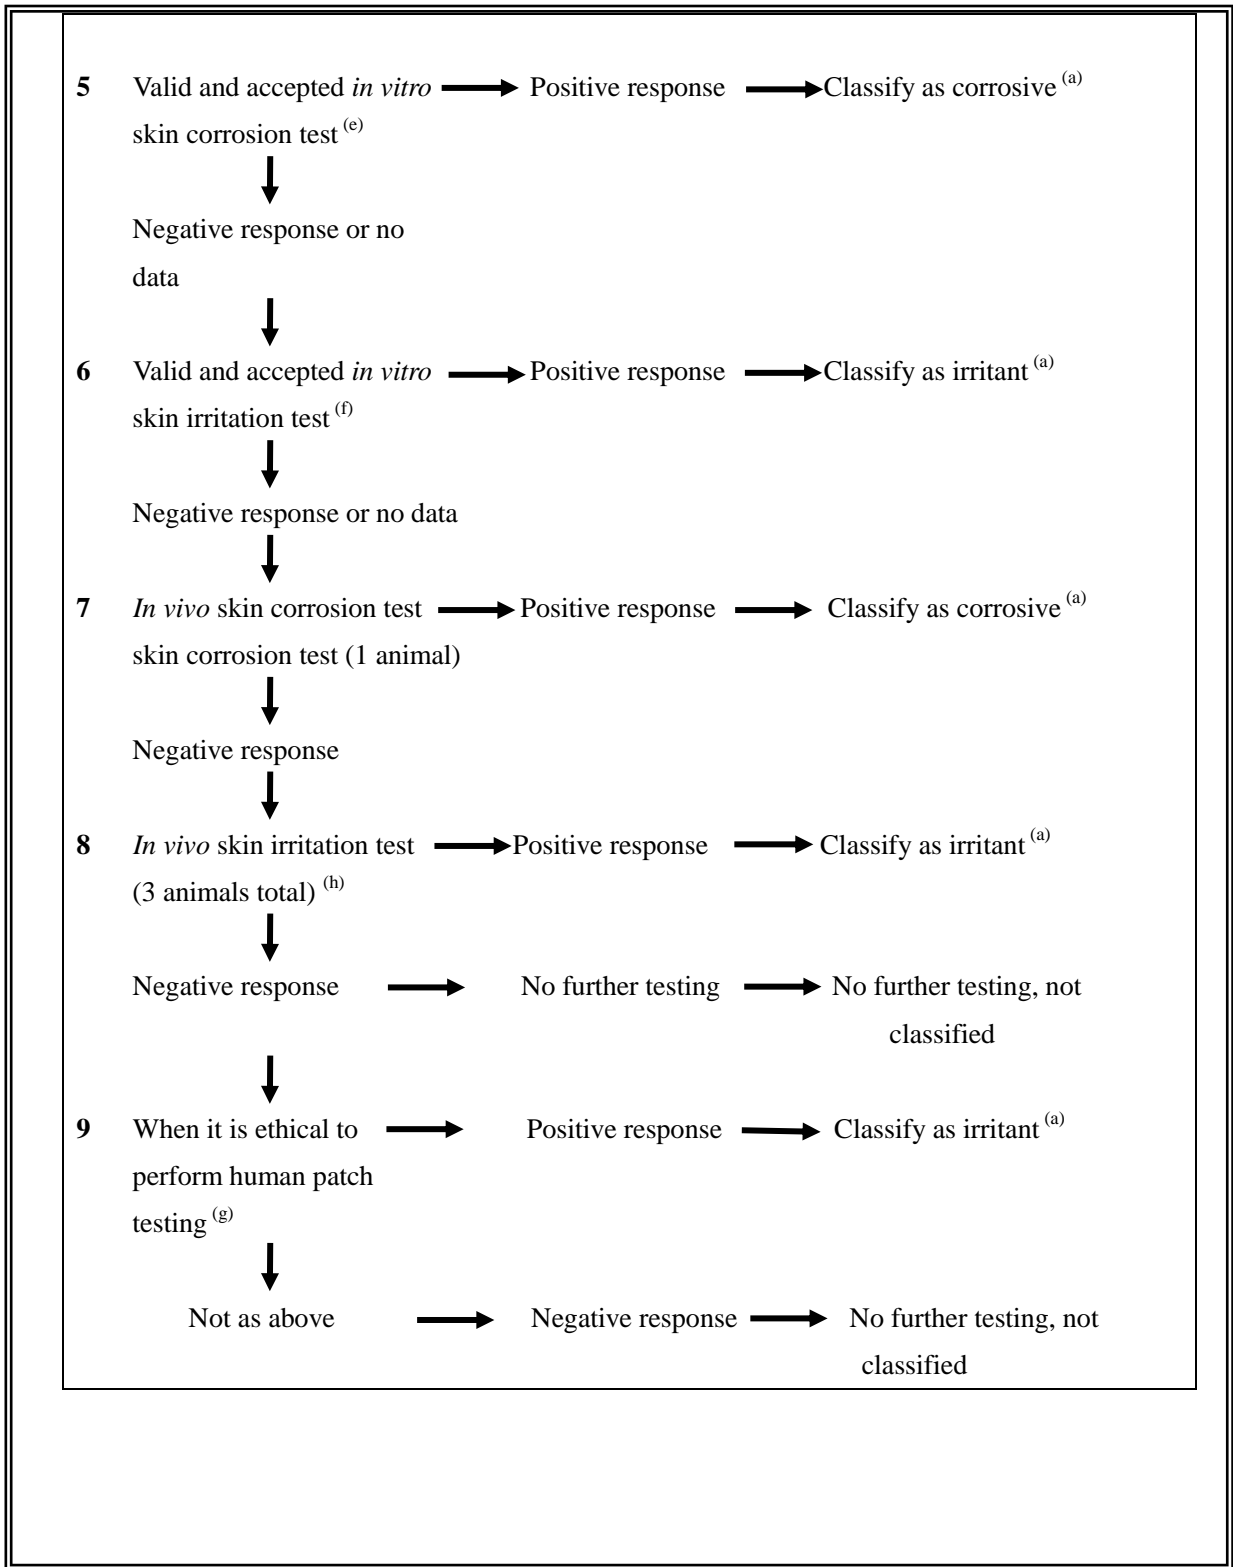 5 Valid and accepted in vitro Positive response Classify as corrosive (a)
skin corrosion test (e)
Negative response or no
data
6 Valid and accepted in vitro Positive response Classify as irritant (a)
skin irritation test (f)
Negative response or no data
7 In vivo skin corrosion test Positive response Classify as corrosive (a)
skin corrosion test (1 animal)
Negative response
8 In vivo skin irritation test Positive response Classify as irritant (a)
(3 animals total) (h)
Negative response No further testing No further testing, not
classified
9 When it is ethical to Positive response Classify as irritant (a)
perform human patch
testing (g)
Not as above Negative response No further testing, not
classified